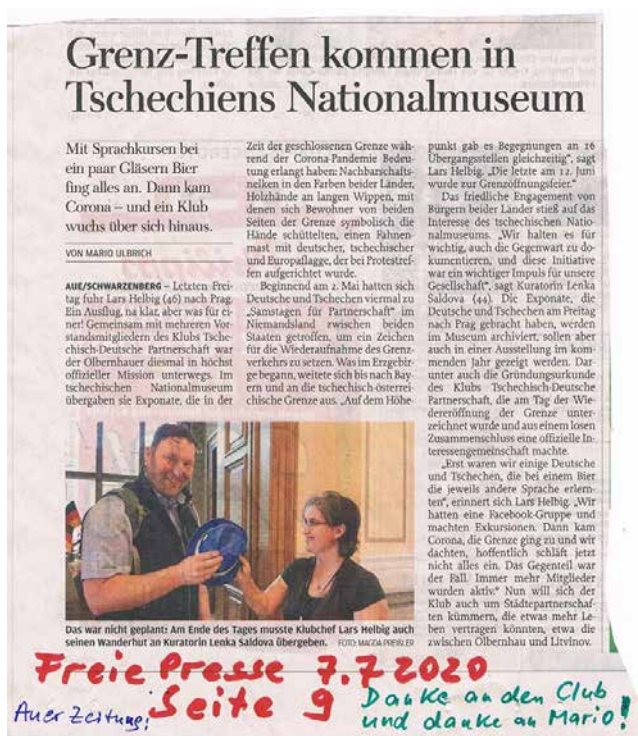 Grenz-Treffen kommen in
Tschechiens Nationalmuseum
Mit Sprachkursen bei
ein paar Gläsern Bier
fing alles an. Dann kam
Corona – und ein Klub
wuchs über sich hinaus.
VON MARIO ULBRICH
AUE/SCHWARZENBERG – Letzten Frei-
tag fuhr Lars Helbig (46) nach Prag.
Ein Ausflug, na klar, aber was für ei-
ner! Gemeinsam mit mehreren Vor-
standsmitgliedern des Klubs Tsche-
chisch-Deutsche Partnerschaft war
der Olbernhauer diesmal in höchst
offizieller Mission unterwegs. Im
tschechischen Nationalmuseum
übergaben sie Exponate, die in der
Zeit der geschlossenen Grenze wäh-
rend der Corona-Pandemie Bedeu-
tung erlangt haben: Nachbarschafts-
nelken in den Farben beider Länder,
Holzhände an langen Wippen, mit
denen sich Bewohner von beiden
Seiten der Grenze symbolisch die
Hände schüttelten, einen Fahnen-
mast mit deutscher, tschechischer
und Europaflagge, der bei Protestref-
fen aufgerichtet wurde.
Beginnend am 2. Mai hatten sich
Deutsche und Tschechen viermal zu
„Samstagen für Partnerschaft“ im
Niemandsland zwischen beiden
Staaten getroffen, um ein Zeichen
für die Wiederaufnahme des Grenz-
verkehrs zu setzen. Was im Erzgebir-
ge begann, weitete sich bis nach Bay-
ern und an die tschechisch-österrei-
chische Grenze aus. „Auf dem Höhe-
punkt gab es Begegnungen an 16
Übergangsstellen gleichzeitig“, sagt
Lars Helbig. „Die letzte am 12. Juni
wurde zur Grenzöffnungsfeier.“
Das friedliche Engagement von
Bürgern beider Länder stieß auf das
Interesse des tschechischen Natio-
nalmuseums. „Wir halten es für
wichtig, auch die Gegenwart zu do-
kumentieren, und diese Initiative
war ein wichtiger Impuls für unsere
Gesellschaft“, sagt Kuratorin Lenka
Saldova (44). Die Exponate, die
Deutsche und Tschechen am Freitag
nach Prag gebracht haben, werden
im Museum archiviert, sollen aber
auch in einer Ausstellung im kom-
menden Jahr gezeigt werden. Dar-
unter auch die Gründungsurkunde
des Klubs Tschechisch-Deutsche
Partnerschaft, die am Tag der Wie-
dereröffnung der Grenze unter-
zeichnet wurde und aus einem losen
Zusammenschluss eine offizielle In-
teressengemeinschaft machte.
„Erst waren wir einige Deutsche
und Tschechen, die bei einem Bier
die jeweils andere Sprache erlern-
ten“, erinnert sich Lars Helbig. „Wir
hatten eine Facebook-Gruppe und
machten Exkursionen. Dann kam
Corona, die Grenze ging zu und wir
dachten, hoffentlich schläft jetzt
nicht alles ein. Das Gegenteil war
der Fall. Immer mehr Mitglieder
wurden aktiv.“ Nun will sich der
Klub auch um Städtepartnerschaf-
ten kümmern, die etwas mehr Le-
ben vertragen könnten, etwa die
zwischen Olbernhau und Litvinov.
Das war nicht geplant: Am Ende des Tages musste Klubchef Lars Helbig auch
seinen Wanderhut an Kuratorin Lenka Saldova übergeben. FOTO: MAGDA PREIBLER
Freie Presse 7.7 2020
Auer Zeitung: Seite 9
Danke an den Club
und danke an Mario!